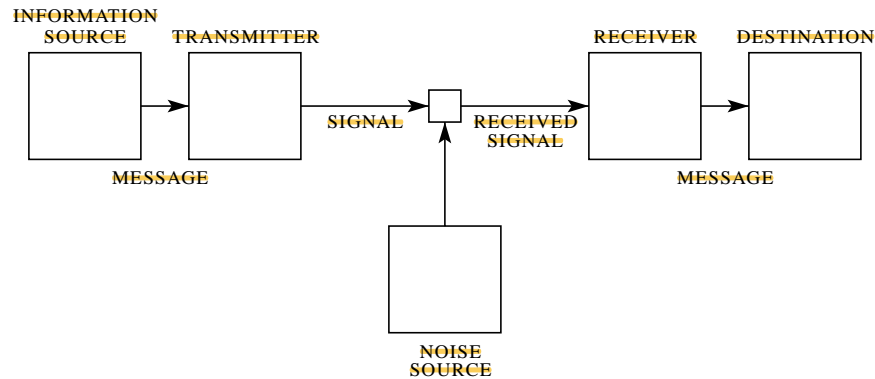 INFORMATION
SOURCE
TRANSMITTER
RECEIVER
DESTINATION
SIGNAL
RECEIVED
SIGNAL
MESSAGE
MESSAGE
NOISE
SOURCE